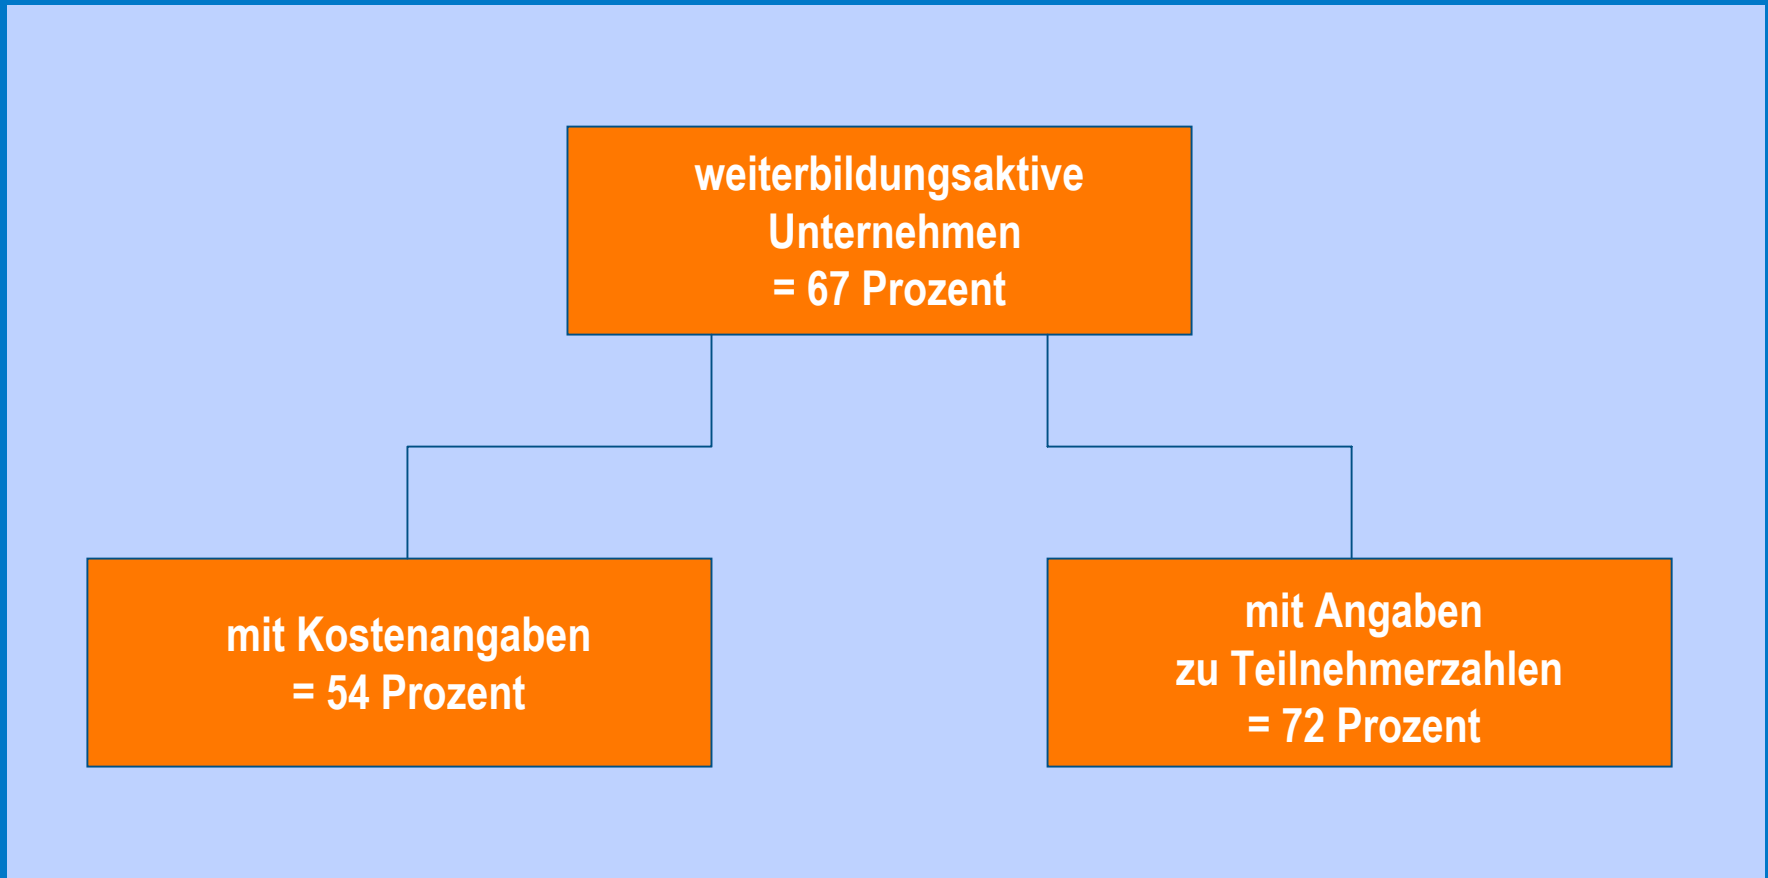 weiterbildungsaktive
Unternehmen
= 67 Prozent
mit Kostenangaben
= 54 Prozent
mit Angaben
zu Teilnehmerzahlen
= 72 Prozent